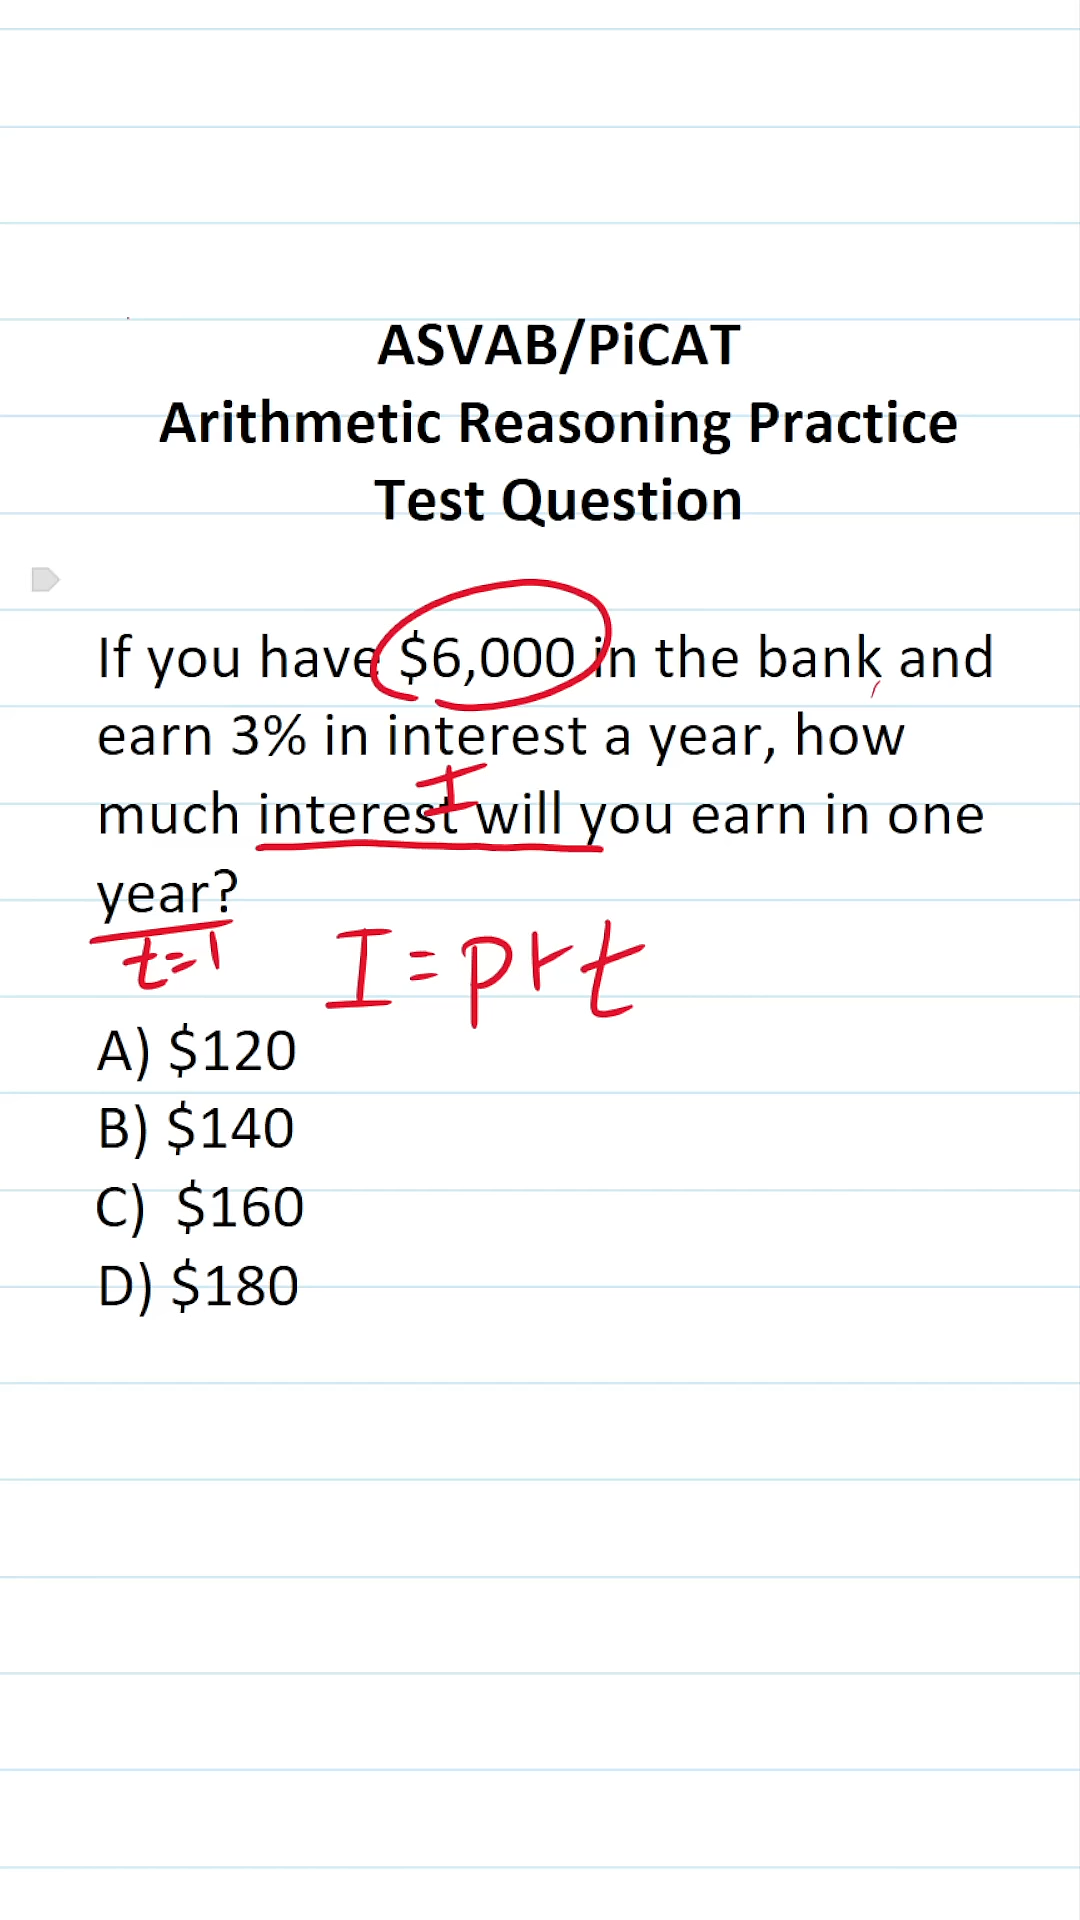 ASVAB/PiCAT
Arithmetic Reasoning Practice
Test Question
If you have $6,000 in the bank and
earn 3% in interest a year, how
I
much interest will you earn in one
year?
t=1 I=prt
A) $120
B) $140
C) $160
D) $180